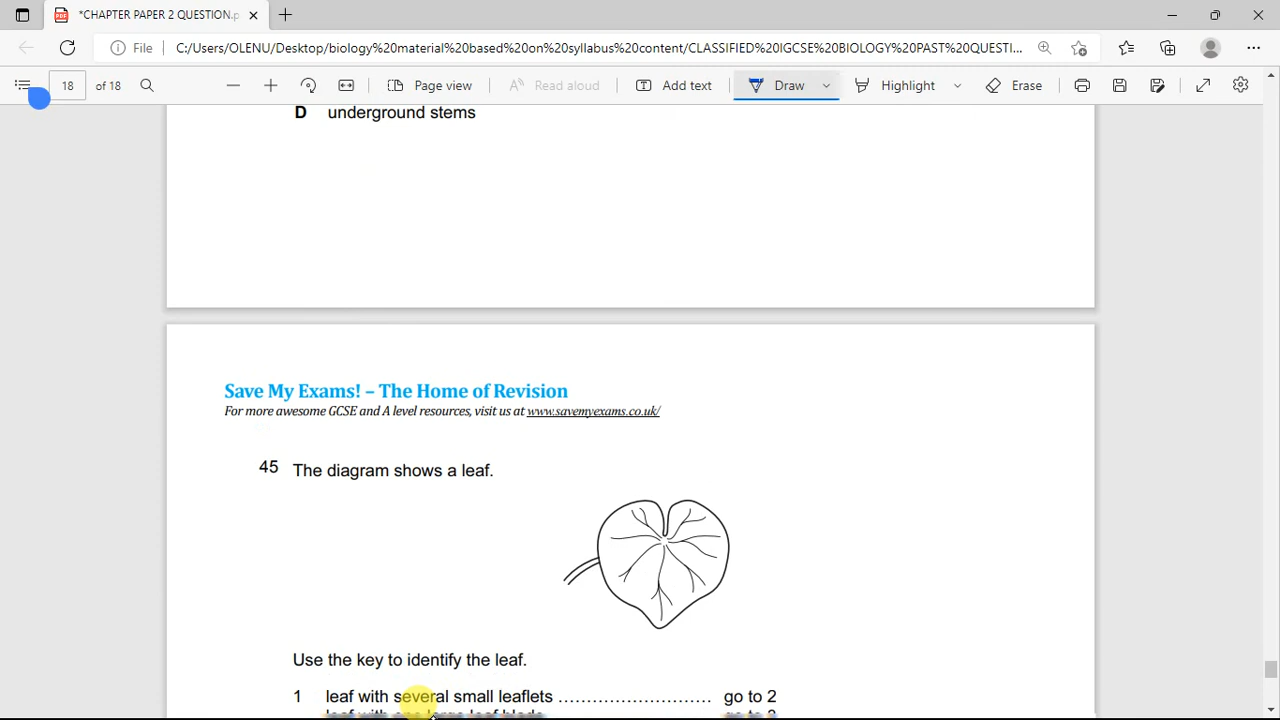 *CHAPTER PAPER 2 QUESTION.p
File C:/Users/OLENU/Desktop/biology%20material%20based%20on%20syllabus%20content/CLASSIFIED%20IGCSE%20BIOLOGY%20PAST%20QUESTI...
18 of 18 Page view Read aloud Add text Draw Highlight Erase
D underground stems
Save My Exams! – The Home of Revision
For more awesome GCSE and A level resources, visit us at www.savemyexams.co.uk/
45 The diagram shows a leaf.
Use the key to identify the leaf.
1 leaf with several small leaflets .......................... go to 2